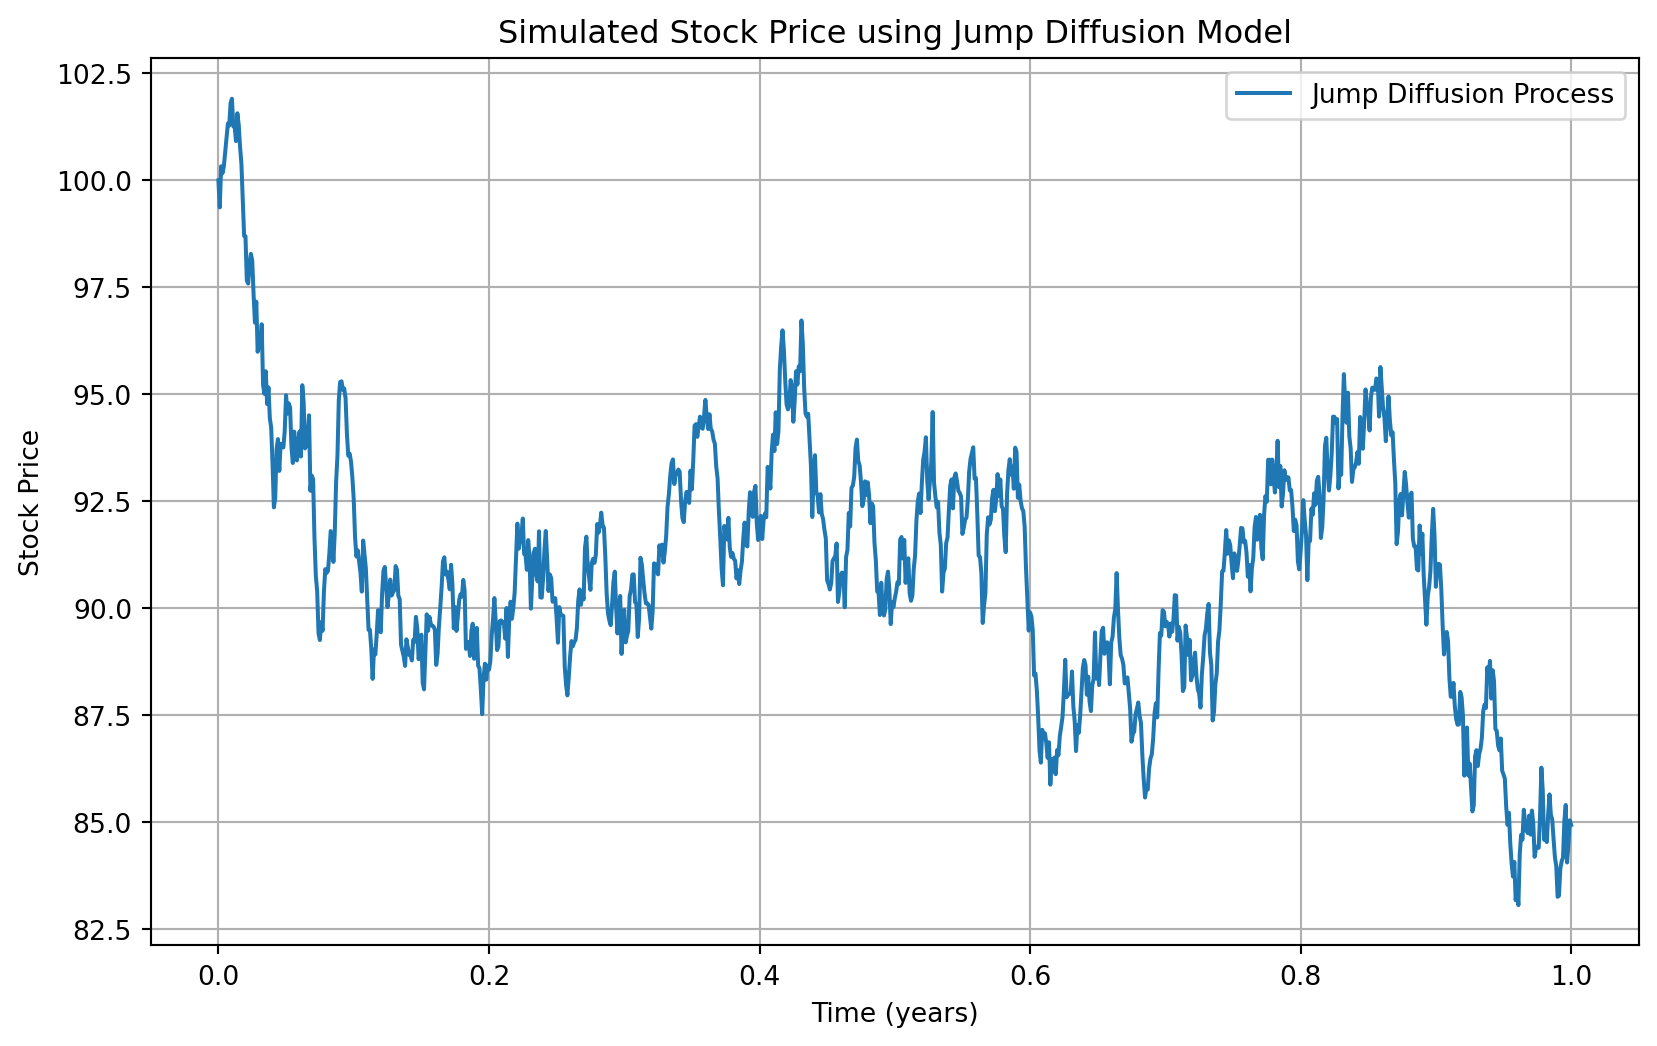 Simulated Stock Price using Jump Diffusion Model
Jump Diffusion Process
Stock Price
102.5
100.0
97.5
95.0
92.5
90.0
87.5
85.0
82.5
0.0 0.2 0.4 0.6 0.8 1.0
Time (years)